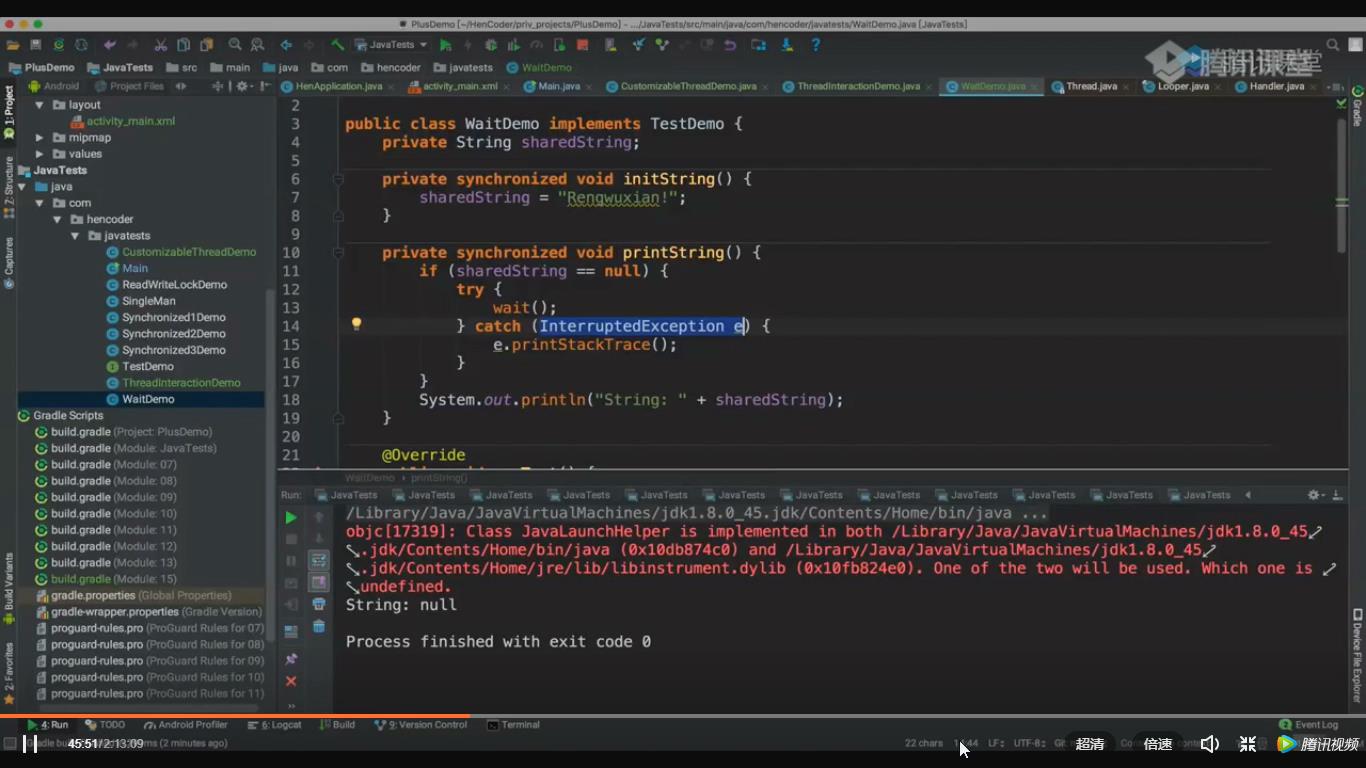 PlusDemo [~/HenCoder/priv_projects/PlusDemo] - .../JavaTests/src/main/java/com/hencoder/javatests/WaitDemo.java [JavaTests]
JavaTests
腾讯课堂
PlusDemo JavaTests src main java com hencoder javatests WaitDemo
Android Project Files
HenApplication.java activity_main.xml Main.java CustomizableThreadDemo.java ThreadInteractionDemo.java WaitDemo.java Thread.java Looper.java Handler.java
1: Project
Z: Structure
Captures
Build Variants
2: Favorites
layout
activity_main.xml
mipmap
values
JavaTests
java
com
hencoder
javatests
CustomizableThreadDemo
Main
ReadWriteLockDemo
SingleMan
Synchronized1Demo
Synchronized2Demo
Synchronized3Demo
TestDemo
ThreadInteractionDemo
WaitDemo
Gradle Scripts
build.gradle (Project: PlusDemo)
build.gradle (Module: JavaTests)
build.gradle (Module: 07)
build.gradle (Module: 08)
build.gradle (Module: 09)
build.gradle (Module: 10)
build.gradle (Module: 11)
build.gradle (Module: 12)
build.gradle (Module: 13)
build.gradle (Module: 15)
gradle.properties (Global Properties)
gradle-wrapper.properties (Gradle Version)
proguard-rules.pro (ProGuard Rules for 07)
proguard-rules.pro (ProGuard Rules for 08)
proguard-rules.pro (ProGuard Rules for 09)
proguard-rules.pro (ProGuard Rules for 10)
proguard-rules.pro (ProGuard Rules for 11)
2
3 public class WaitDemo implements TestDemo {
4 private String sharedString;
5
6 private synchronized void initString() {
7 sharedString = "Rengwuxian!";
8 }
9
10 private synchronized void printString() {
11 if (sharedString == null) {
12 try {
13 wait();
14 } catch (InterruptedException e) {
15 e.printStackTrace();
16 }
17 }
18 System.out.println("String: " + sharedString);
19 }
20
21 @Override
WaitDemo printString()
Gradle
Device File Explorer
Run: JavaTests JavaTests JavaTests JavaTests JavaTests JavaTests JavaTests JavaTests JavaTests JavaTests JavaTests JavaTests
/Library/Java/JavaVirtualMachines/jdk1.8.0_45.jdk/Contents/Home/bin/java ...
objc[17319]: Class JavaLaunchHelper is implemented in both /Library/Java/JavaVirtualMachines/jdk1.8.0_45
.jdk/Contents/Home/bin/java (0x10db874c0) and /Library/Java/JavaVirtualMachines/jdk1.8.0_45
.jdk/Contents/Home/jre/lib/libinstrument.dylib (0x10fb824e0). One of the two will be used. Which one is
undefined.
String: null
Process finished with exit code 0
4: Run TODO Android Profiler 6: Logcat Build 9: Version Control Terminal Event Log
45:51/2:13:09
(2 minutes ago)
22 chars
LF
UTF-8
超清
倍速
腾讯视频